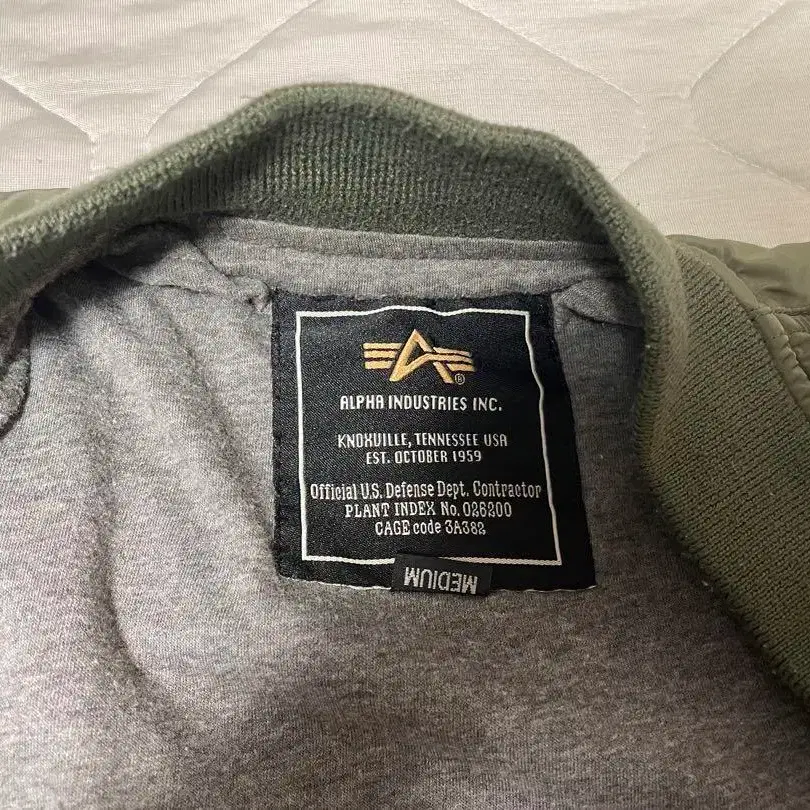 ALPHA INDUSTRIES INC.
KNOXVILLE, TENNESSEE USA
EST. OCTOBER 1959
Official U.S. Defense Dept. Contractor
PLANT INDEX No. 026200
CAGE code 3A382
MEDIUM